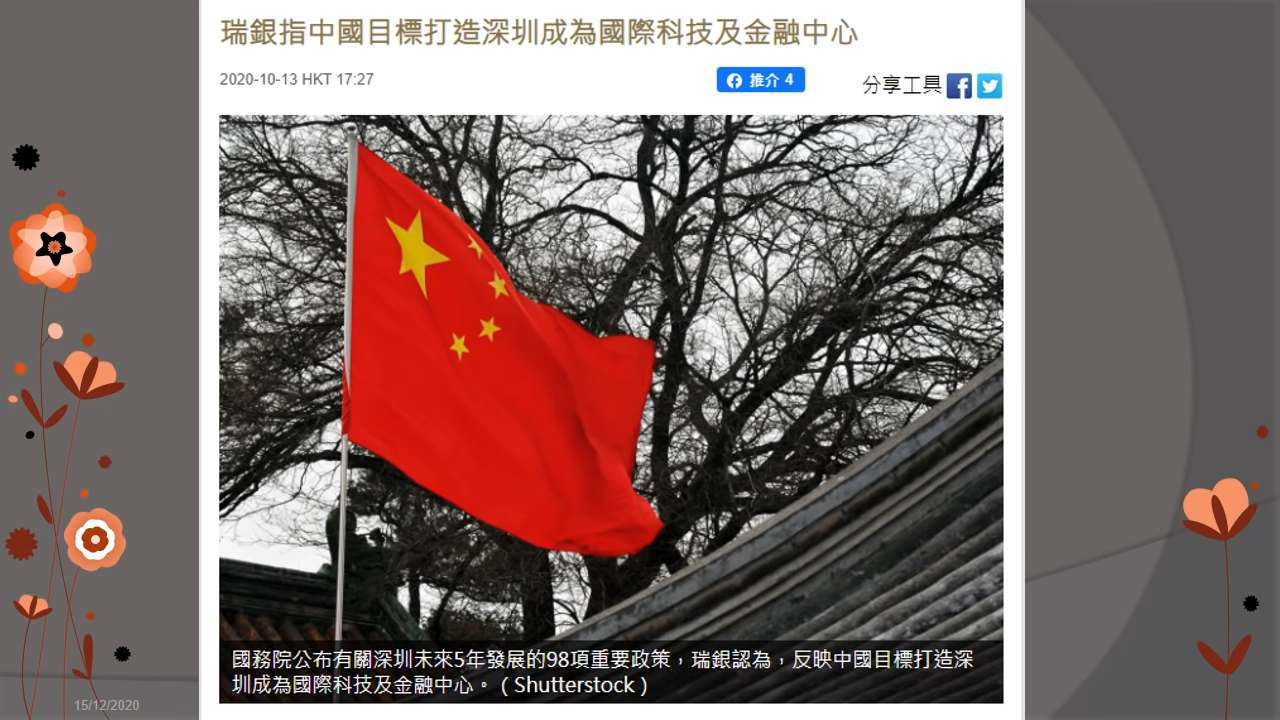 瑞銀指中國目標打造深圳成為國際科技及金融中心
2020-10-13 HKT 17:27
推介 4
分享工具
國務院公布有關深圳未來5年發展的98項重要政策，瑞銀認為，反映中國目標打造深
圳成為國際科技及金融中心。（Shutterstock）
15/12/2020